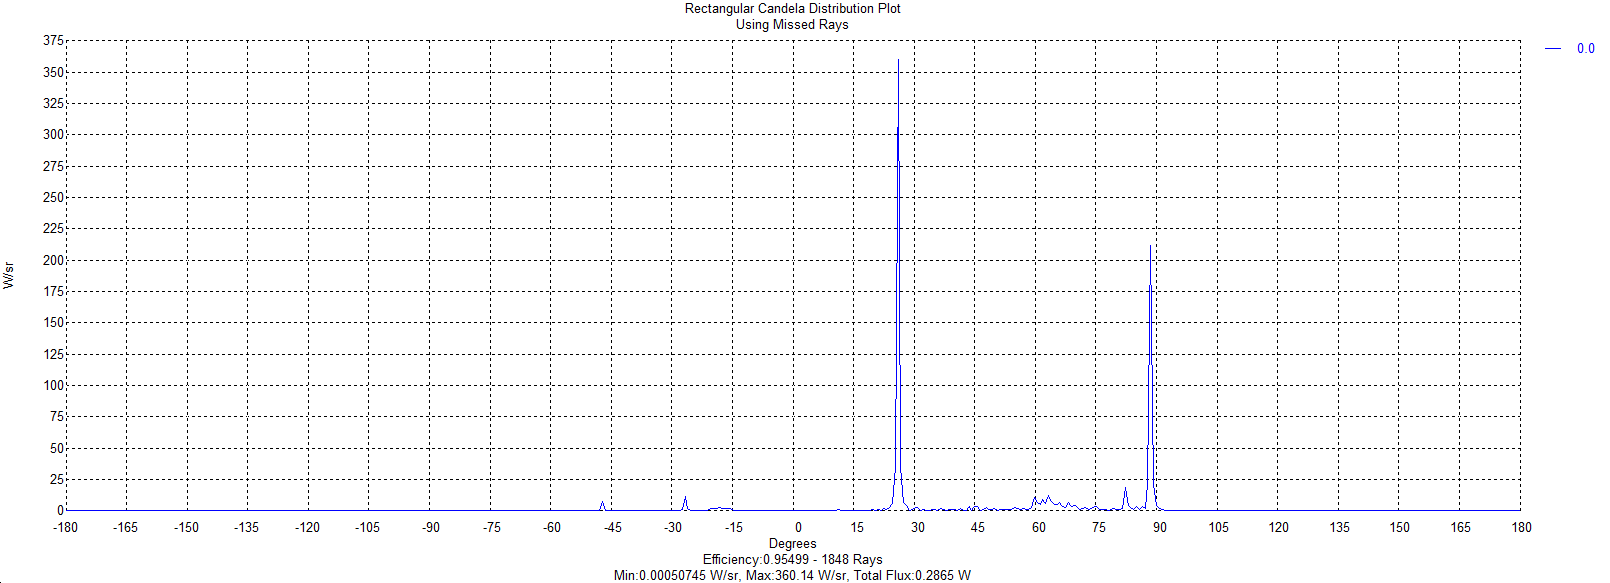 Rectangular Candela Distribution Plot
Using Missed Rays
0.0
375
350
325
300
275
250
225
200
175
150
125
100
75
50
25
0
W/sr
-180 -165 -150 -135 -120 -105 -90 -75 -60 -45 -30 -15 0 15 30 45 60 75 90 105 120 135 150 165 180
Degrees
Efficiency:0.95499 - 1848 Rays
Min:0.00050745 W/sr, Max:360.14 W/sr, Total Flux:0.2865 W